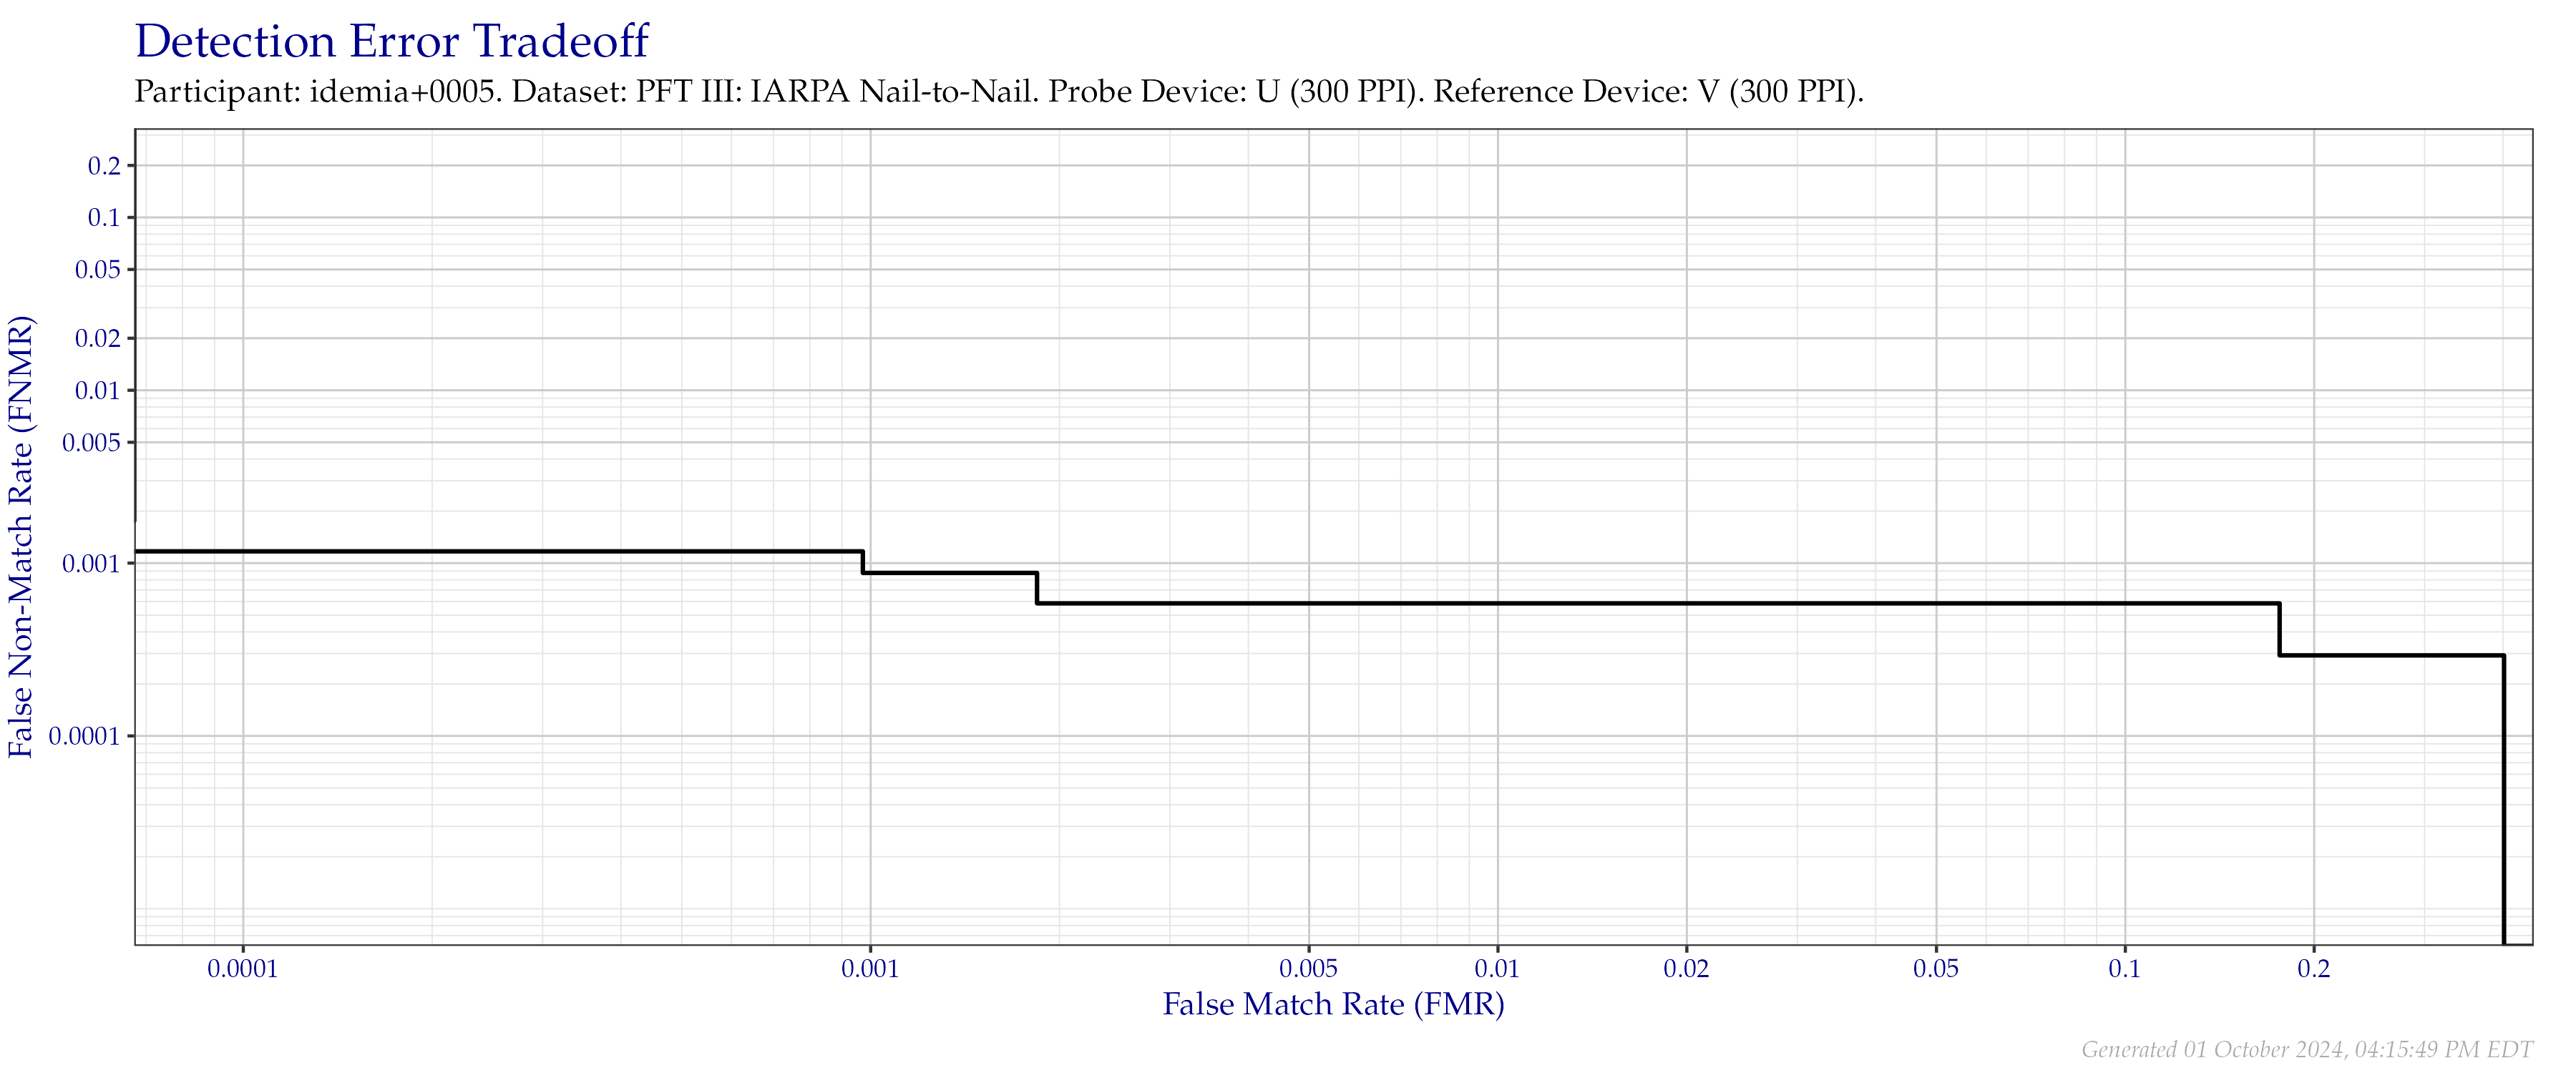 Detection Error Tradeoff
Participant: idemia+0005. Dataset: PFT III: IARPA Nail-to-Nail. Probe Device: U (300 PPI). Reference Device: V (300 PPI).
False Non-Match Rate (FNMR)
0.2
0.1
0.05
0.02
0.01
0.005
0.001
0.0001
0.0001 0.001 0.005 0.01 0.02 0.05 0.1 0.2
False Match Rate (FMR)
Generated 01 October 2024, 04:15:49 PM EDT